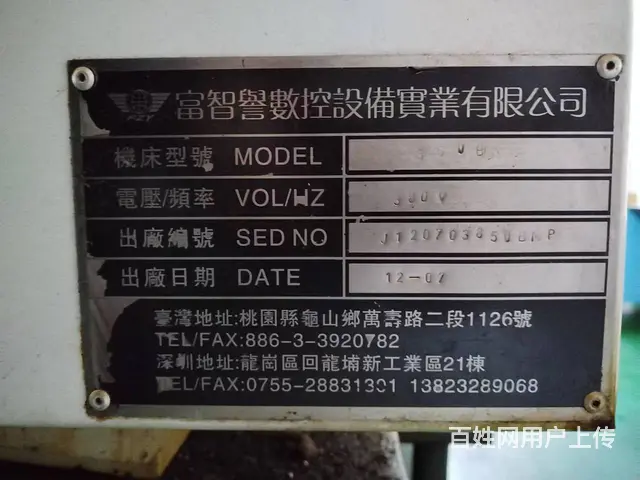 富智譽數控設備實業有限公司
機床型號 MODEL
電壓/頻率 VOL/HZ 380V
出廠編號 SED NO
出廠日期 DATE 12-07
臺灣地址:桃園縣龜山鄉萬壽路二段1126號
TEL/FAX:886-3-3920782
深圳地址:龍崗區回龍埔新工業區21棟
TEL/FAX:0755-28831391 13823289068
百姓网用户上传